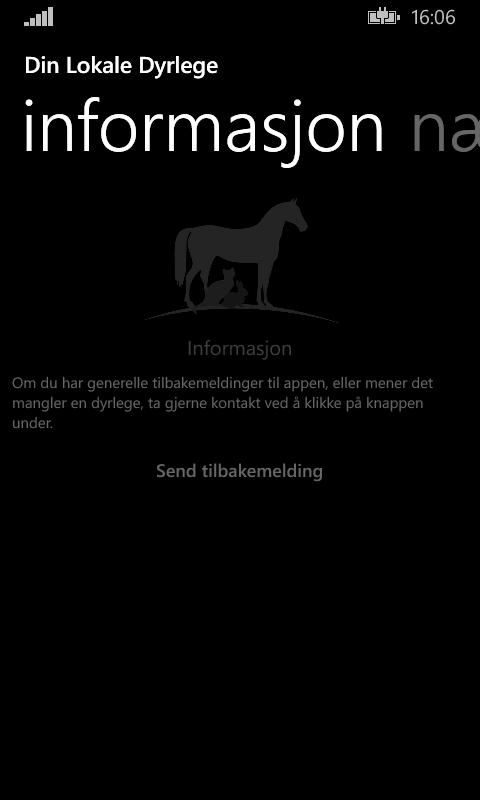 16:06
Din Lokale Dyrlege
informasjon næ
Informasjon
Om du har generelle tilbakemeldinger til appen, eller mener det
mangler en dyrlege, ta gjerne kontakt ved å klikke på knappen
under.
Send tilbakemelding